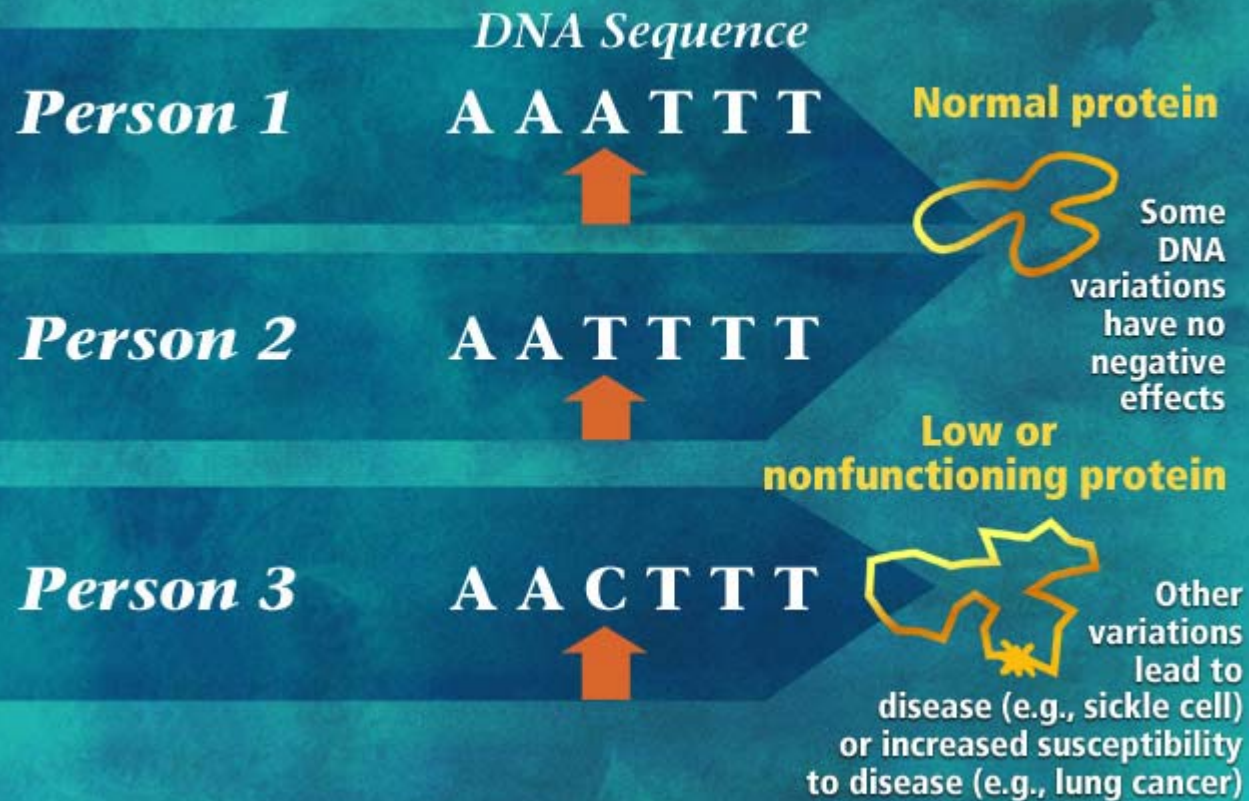 DNA Sequence
Person 1
A A A T T T
Normal protein
Some
DNA
variations
have no
negative
effects
Person 2
A A T T T T
Low or
nonfunctioning protein
Person 3
A A C T T T
Other
variations
lead to
disease (e.g., sickle cell)
or increased susceptibility
to disease (e.g., lung cancer)